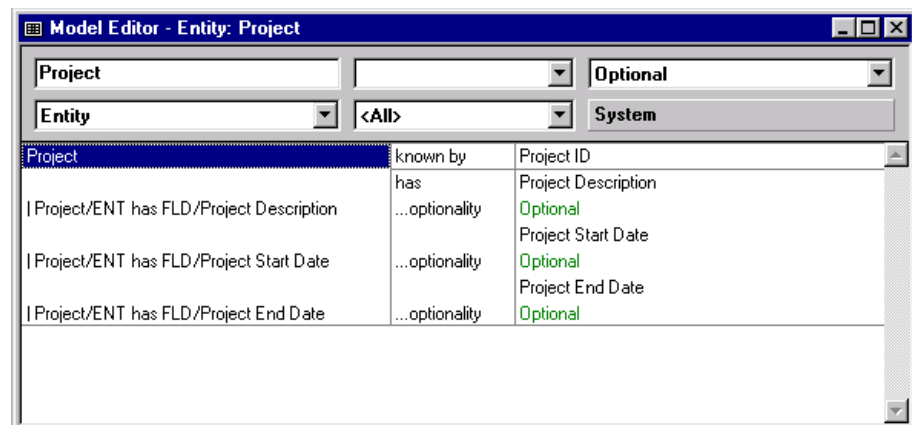 Model Editor - Entity: Project
Project Optional
Entity <All> System
Project known by Project ID
has Project Description
| Project/ENT has FLD/Project Description ...optionality Optional
Project Start Date
| Project/ENT has FLD/Project Start Date ...optionality Optional
Project End Date
| Project/ENT has FLD/Project End Date ...optionality Optional